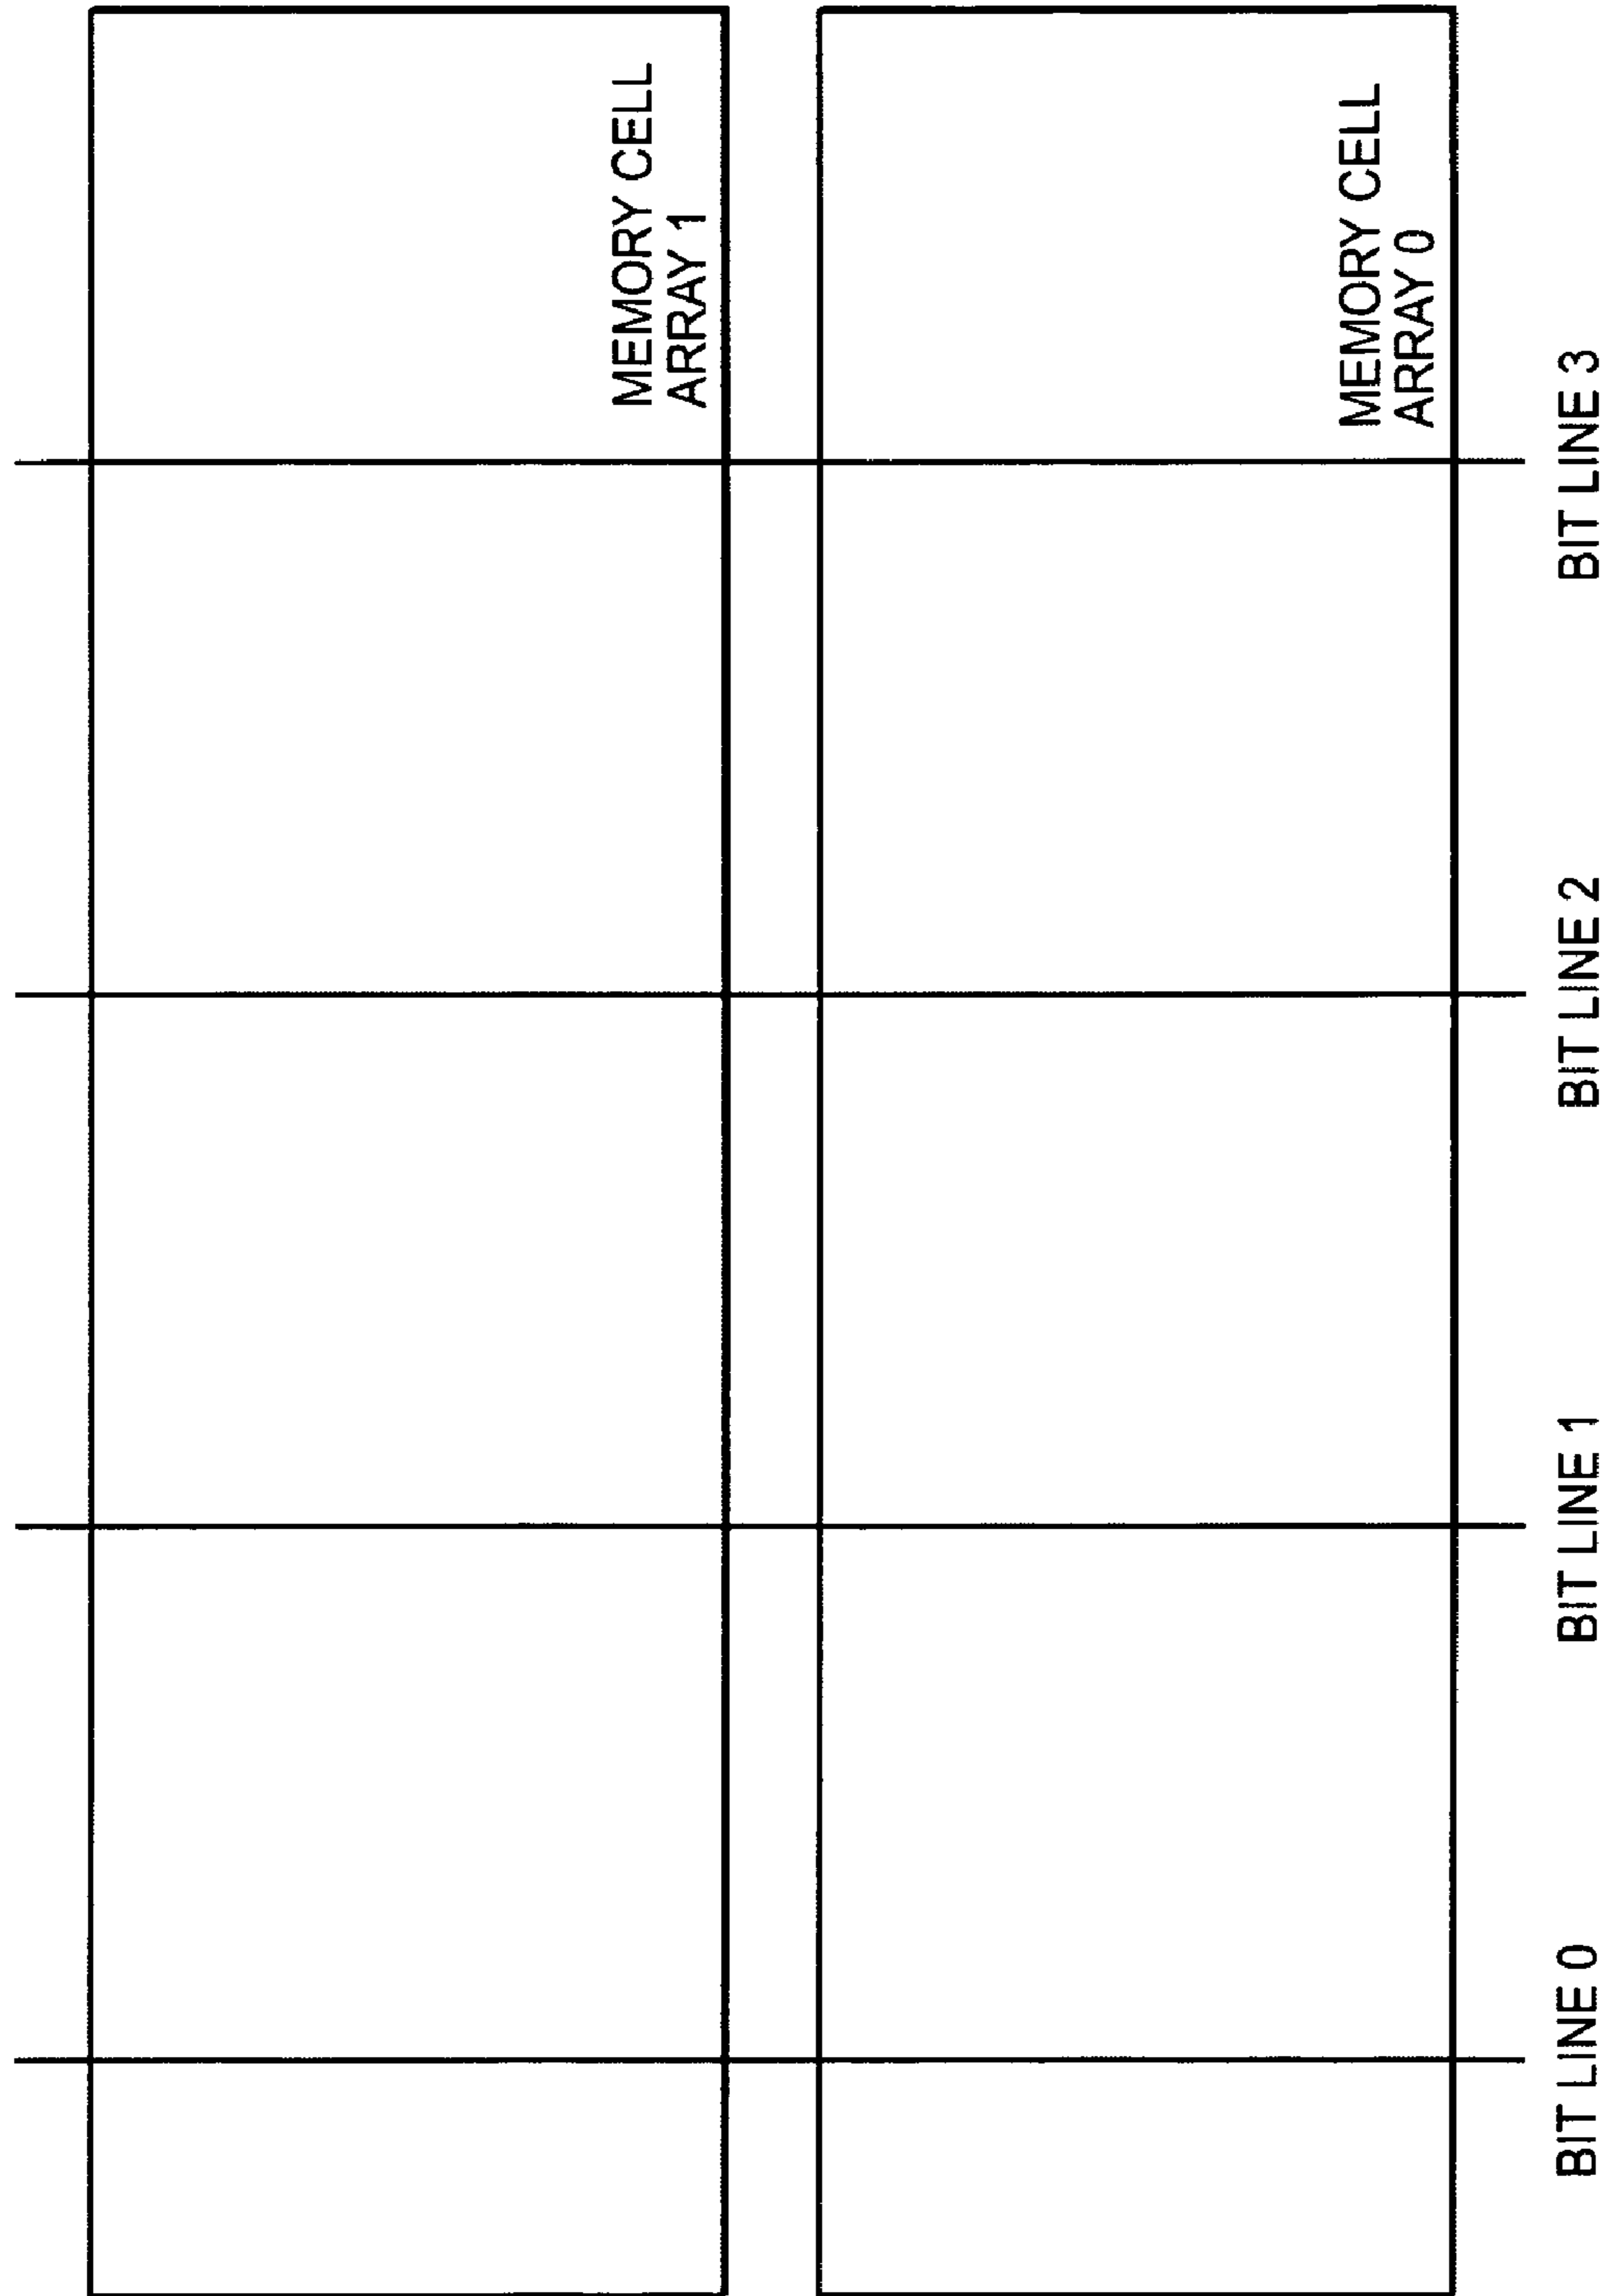 MEMORY CELL
ARRAY 1
MEMORY CELL
ARRAY 0
BIT LINE 0
BIT LINE 1
BIT LINE 2
BIT LINE 3